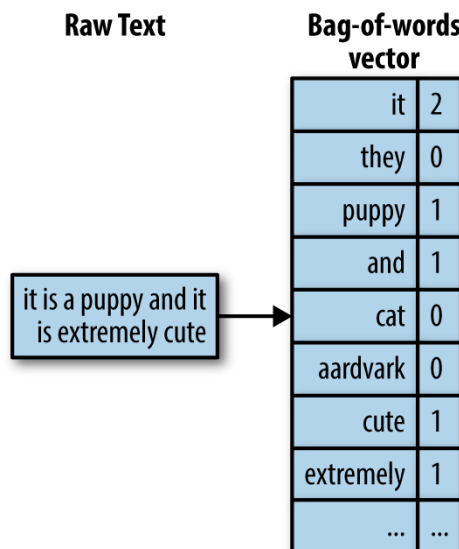 Raw Text
Bag-of-words
vector
it is a puppy and it
is extremely cute
it 2
they 0
puppy 1
and 1
cat 0
aardvark 0
cute 1
extremely 1
... ...